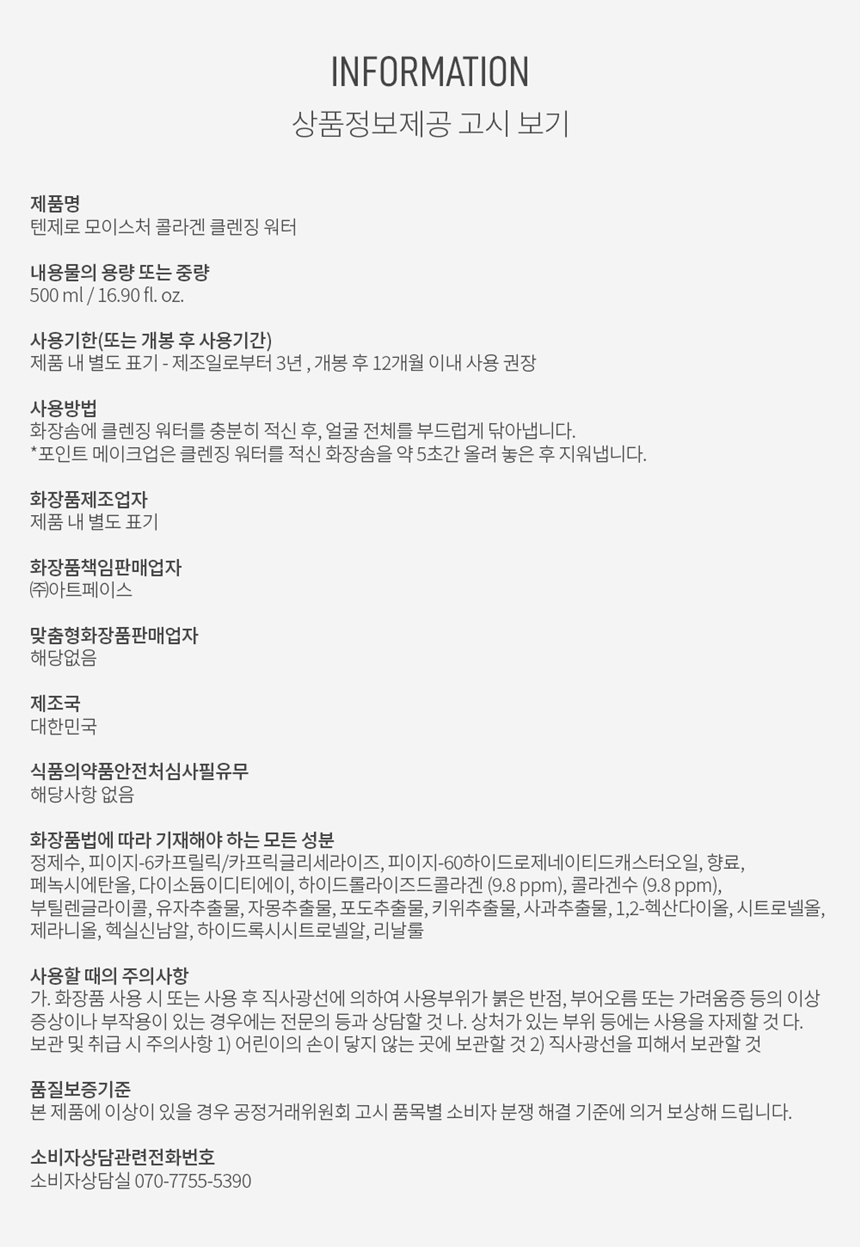 INFORMATION
상품정보제공 고시 보기
제품명
텐제로 모이스처 콜라겐 클렌징 워터
내용물의 용량 또는 중량
500 ml / 16.90 fl. oz.
사용기한(또는 개봉 후 사용기간)
제품 내 별도 표기 - 제조일로부터 3년 , 개봉 후 12개월 이내 사용 권장
사용방법
화장솜에 클렌징 워터를 충분히 적신 후, 얼굴 전체를 부드럽게 닦아냅니다.
*포인트 메이크업은 클렌징 워터를 적신 화장솜을 약 5초간 올려 놓은 후 지워냅니다.
화장품제조업자
제품 내 별도 표기
화장품책임판매업자
㈜아트페이스
맞춤형화장품판매업자
해당없음
제조국
대한민국
식품의약품안전처심사필유무
해당사항 없음
화장품법에 따라 기재해야 하는 모든 성분
정제수, 피이지-6카프릴릭/카프릭글리세라이즈, 피이지-60하이드로제네이티드캐스터오일, 향료,
페녹시에탄올, 다이소듐이디티에이, 하이드롤라이즈드콜라겐 (9.8 ppm), 콜라겐수 (9.8 ppm),
부틸렌글라이콜, 유자추출물, 자몽추출물, 포도추출물, 키위추출물, 사과추출물, 1,2-헥산다이올, 시트로넬올,
제라니올, 헥실신남알, 하이드록시시트로넬알, 리날룰
사용할 때의 주의사항
가. 화장품 사용 시 또는 사용 후 직사광선에 의하여 사용부위가 붉은 반점, 부어오름 또는 가려움증 등의 이상
증상이나 부작용이 있는 경우에는 전문의 등과 상담할 것 나. 상처가 있는 부위 등에는 사용을 자제할 것 다.
보관 및 취급 시 주의사항 1) 어린이의 손이 닿지 않는 곳에 보관할 것 2) 직사광선을 피해서 보관할 것
품질보증기준
본 제품에 이상이 있을 경우 공정거래위원회 고시 품목별 소비자 분쟁 해결 기준에 의거 보상해 드립니다.
소비자상담관련전화번호
소비자상담실 070-7755-5390